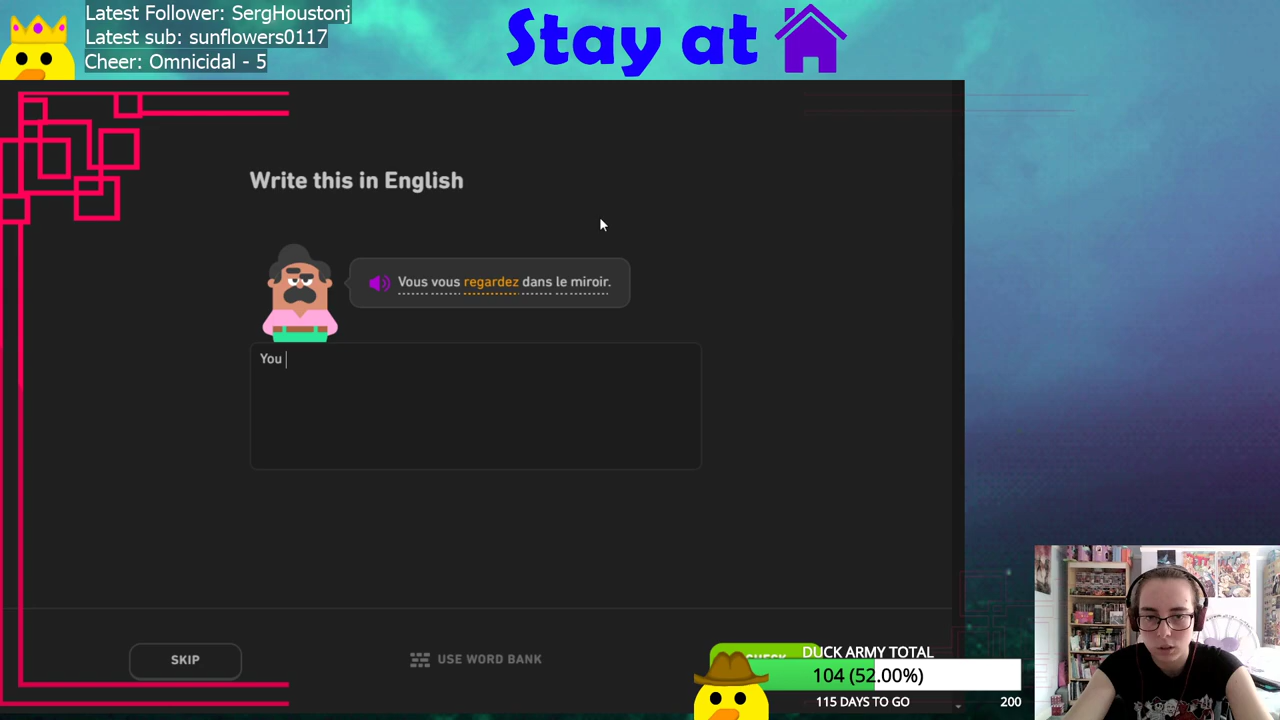 Latest Follower: SergHoustonj
Latest sub: sunflowers0117
Cheer: Omnicidal - 5
Stay at
Write this in English
Vous vous regardez dans le miroir.
You
SKIP
USE WORD BANK
CHECK
DUCK ARMY TOTAL
104 (52.00%)
115 DAYS TO GO
200